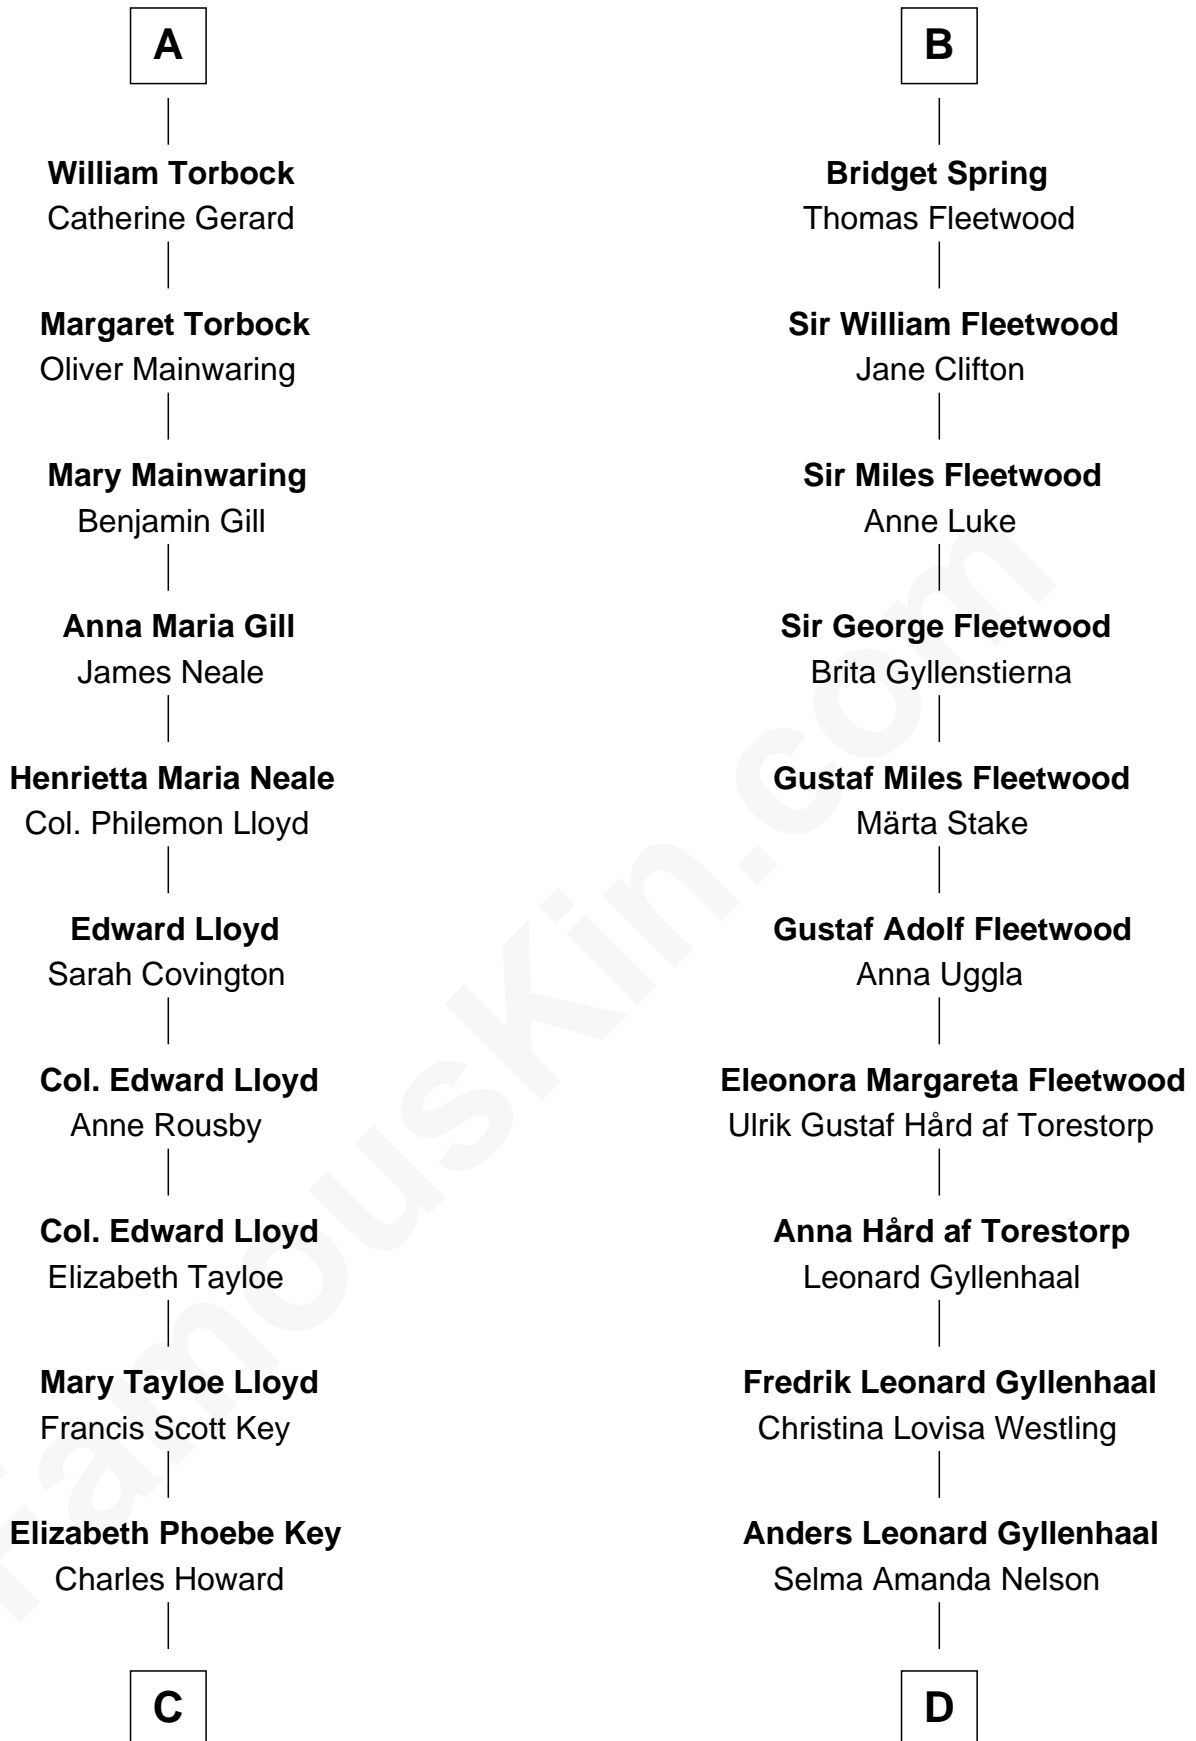 A
William Torbock
Catherine Gerard
Margaret Torbock
Oliver Mainwaring
Mary Mainwaring
Benjamin Gill
Anna Maria Gill
James Neale
Henrietta Maria Neale
Col. Philemon Lloyd
Edward Lloyd
Sarah Covington
Col. Edward Lloyd
Anne Rousby
Col. Edward Lloyd
Elizabeth Tayloe
Mary Tayloe Lloyd
Francis Scott Key
Elizabeth Phoebe Key
Charles Howard
C
B
Bridget Spring
Thomas Fleetwood
Sir William Fleetwood
Jane Clifton
Sir Miles Fleetwood
Anne Luke
Sir George Fleetwood
Brita Gyllenstierna
Gustaf Miles Fleetwood
Märta Stake
Gustaf Adolf Fleetwood
Anna Uggla
Eleonora Margareta Fleetwood
Ulrik Gustaf Hård af Torestorp
Anna Hård af Torestorp
Leonard Gyllenhaal
Fredrik Leonard Gyllenhaal
Christina Lovisa Westling
Anders Leonard Gyllenhaal
Selma Amanda Nelson
D
FamousKin.com